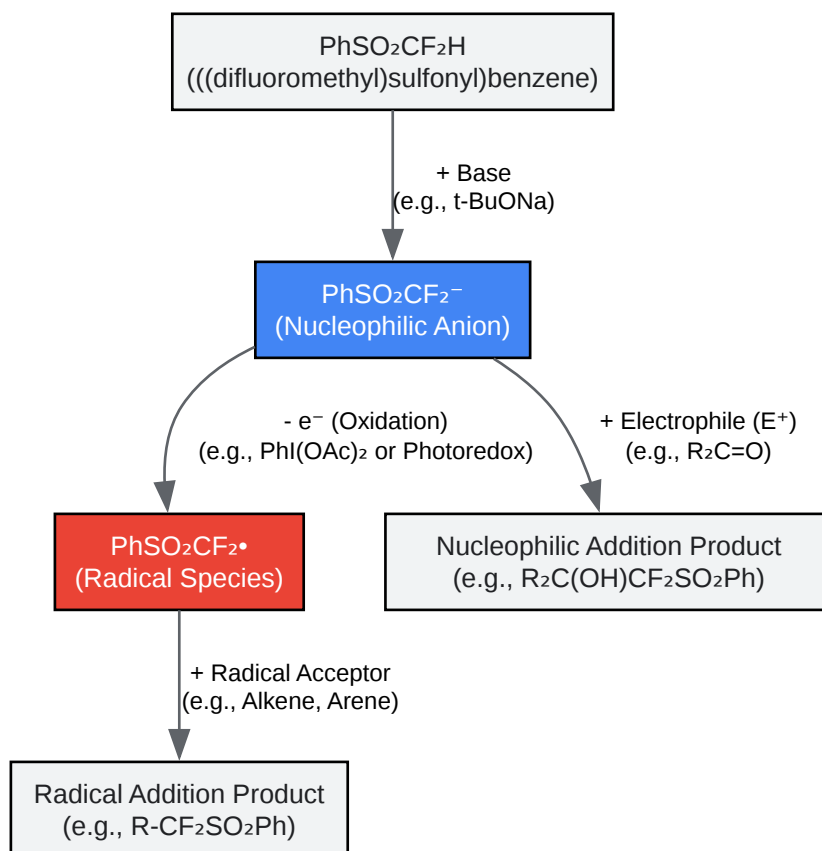 PhSO₂CF₂H
(((difluoromethyl)sulfonyl)benzene)
+ Base
(e.g., t-BuONa)
PhSO₂CF₂⁻
(Nucleophilic Anion)
- e⁻ (Oxidation)
(e.g., PhI(OAc)₂ or Photoredox)
+ Electrophile (E⁺)
(e.g., R₂C=O)
PhSO₂CF₂•
(Radical Species)
Nucleophilic Addition Product
(e.g., R₂C(OH)CF₂SO₂Ph)
+ Radical Acceptor
(e.g., Alkene, Arene)
Radical Addition Product
(e.g., R-CF₂SO₂Ph)